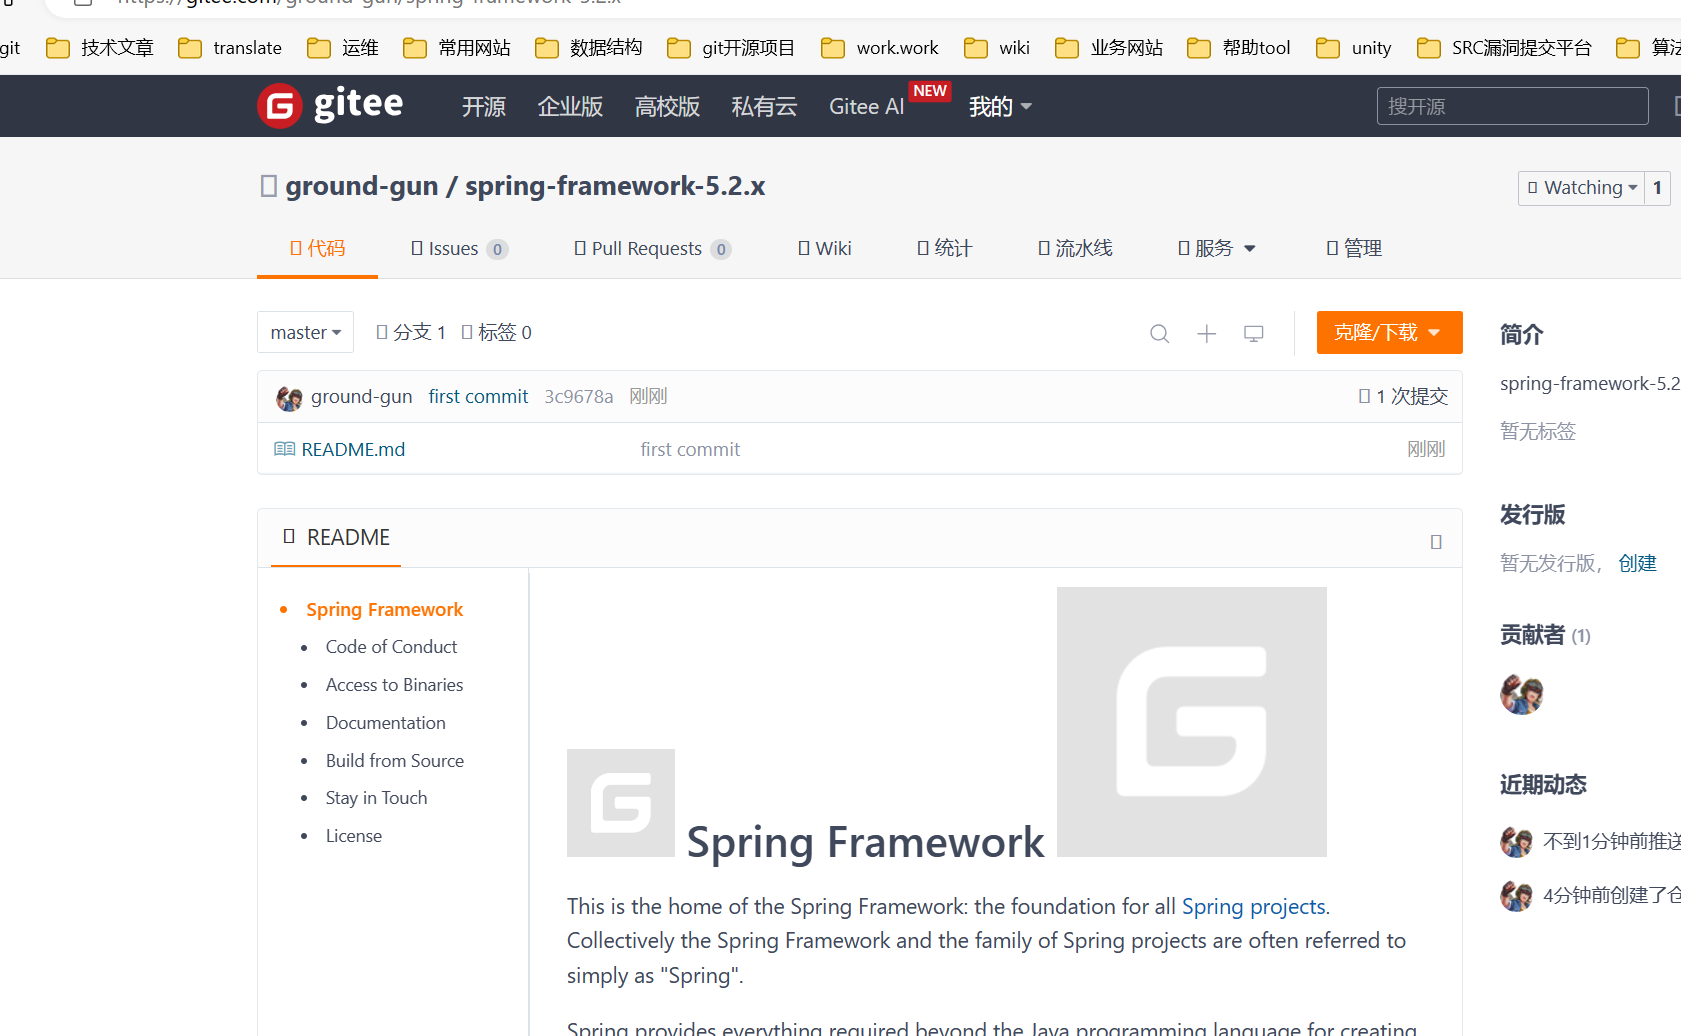 https://gitee.com/ground-gun/spring-framework-5.2.x
git 技术文章 translate 运维 常用网站 数据结构 git开源项目 work.work wiki 业务网站 帮助tool unity SRC漏洞提交平台 算法
gitee 开源 企业版 高校版 私有云 Gitee AI NEW 我的 搜开源
ground-gun / spring-framework-5.2.x
Watching 1
代码 Issues 0 Pull Requests 0 Wiki 统计 流水线 服务 管理
master 分支 1 标签 0 克隆/下载
ground-gun first commit 3c9678a 刚刚 1 次提交
README.md first commit 刚刚
README
Spring Framework
Code of Conduct
Access to Binaries
Documentation
Build from Source
Stay in Touch
License
Spring Framework
This is the home of the Spring Framework: the foundation for all Spring projects.
Collectively the Spring Framework and the family of Spring projects are often referred to
simply as "Spring".
Spring provides everything required beyond the Java programming language for creating
简介
spring-framework-5.2
暂无标签
发行版
暂无发行版， 创建
贡献者 (1)
近期动态
不到1分钟前推送
4分钟前创建了仓